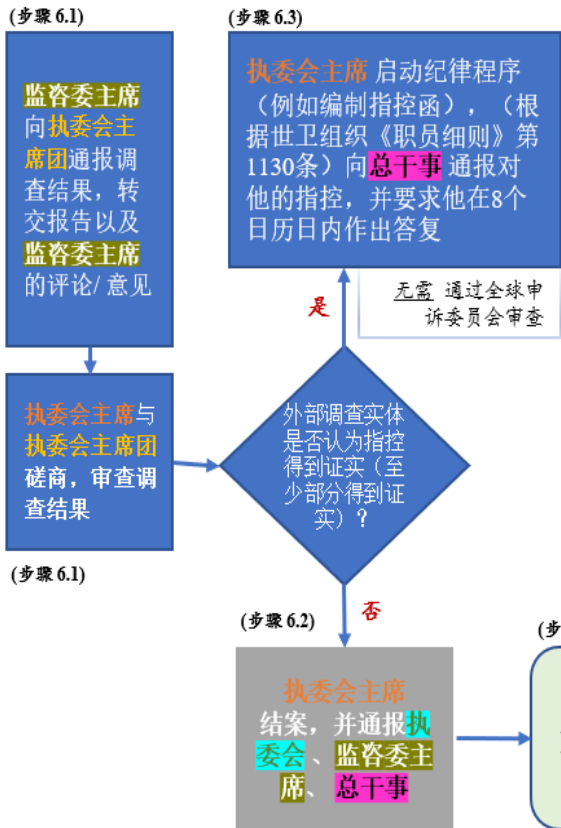 (步骤 6.1)
监咨委主席
向执委会主
席团通报调
查结果，转
交报告以及
监咨委主席
的评论/ 意见
执委会主席与
执委会主席团
磋商，审查调
查结果
(步骤 6.1)
(步骤 6.3)
执委会主席 启动纪律程序
（例如编制指控函），（根
据世卫组织《职员细则》第
1130条）向总干事 通报对
他的指控，并要求他在8个
日历日内作出答复
是
无需 通过全球申
诉委员会审查
外部调查实体
是否认为指控
得到证实（至
少部分得到证
实）？
否
(步骤 6.2)
执委会主席
结案，并通报执
委会、监咨委主
席、 总干事
(步